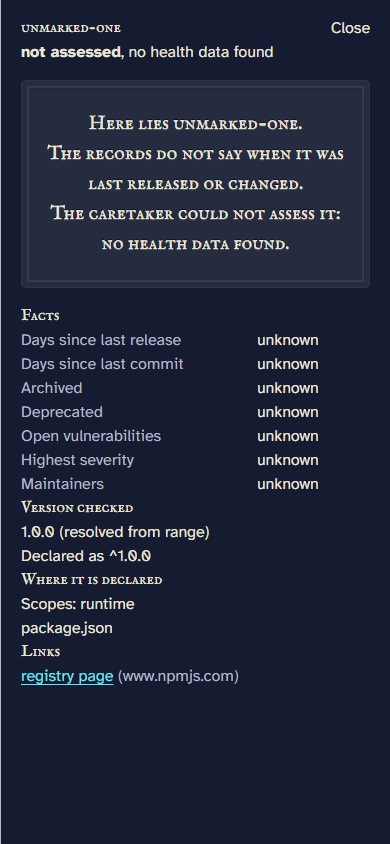 unmarked-one
Close
not assessed, no health data found
Here lies unmarked-one.
The records do not say when it was
last released or changed.
The caretaker could not assess it:
no health data found.
Facts
Days since last release unknown
Days since last commit unknown
Archived unknown
Deprecated unknown
Open vulnerabilities unknown
Highest severity unknown
Maintainers unknown
Version checked
1.0.0 (resolved from range)
Declared as ^1.0.0
Where it is declared
Scopes: runtime
package.json
Links
registry page (www.npmjs.com)